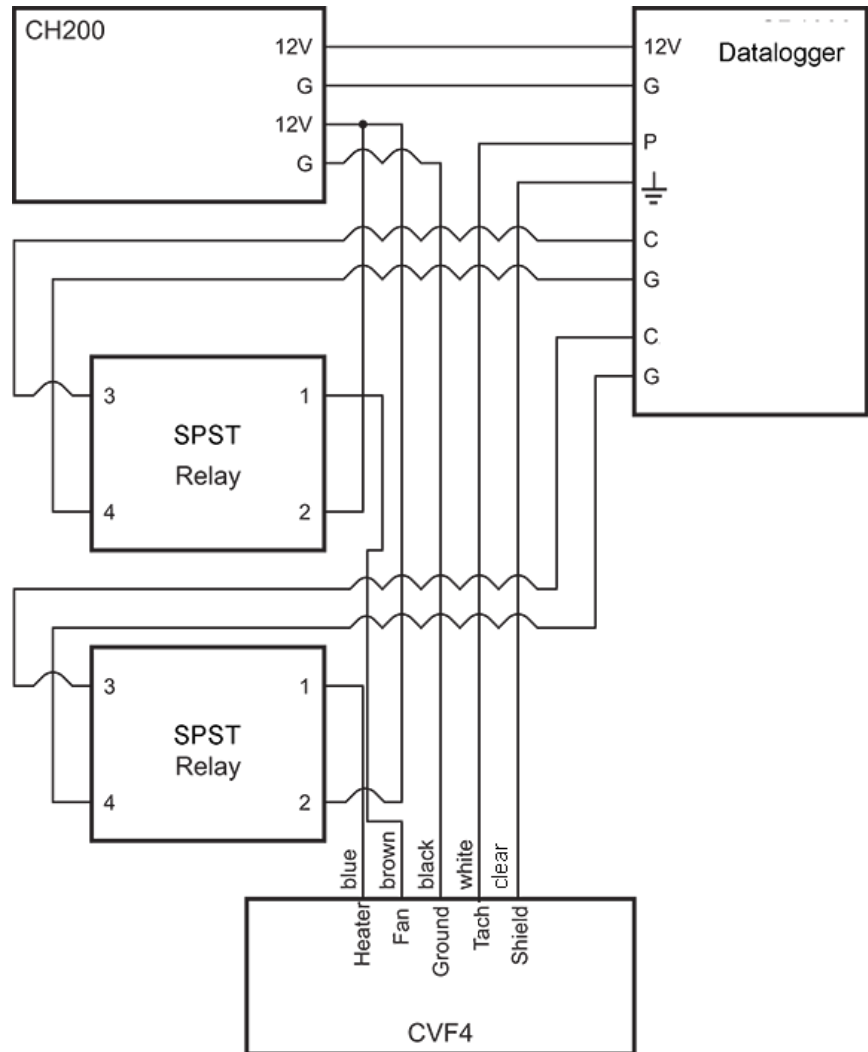 CH200
12V
G
12V
G
12V
Datalogger
G
P
C
G
C
G
3
1
SPST
Relay
4
2
3
1
SPST
Relay
4
2
blue
brown
black
white
clear
Heater
Fan
Ground
Tach
Shield
CVF4